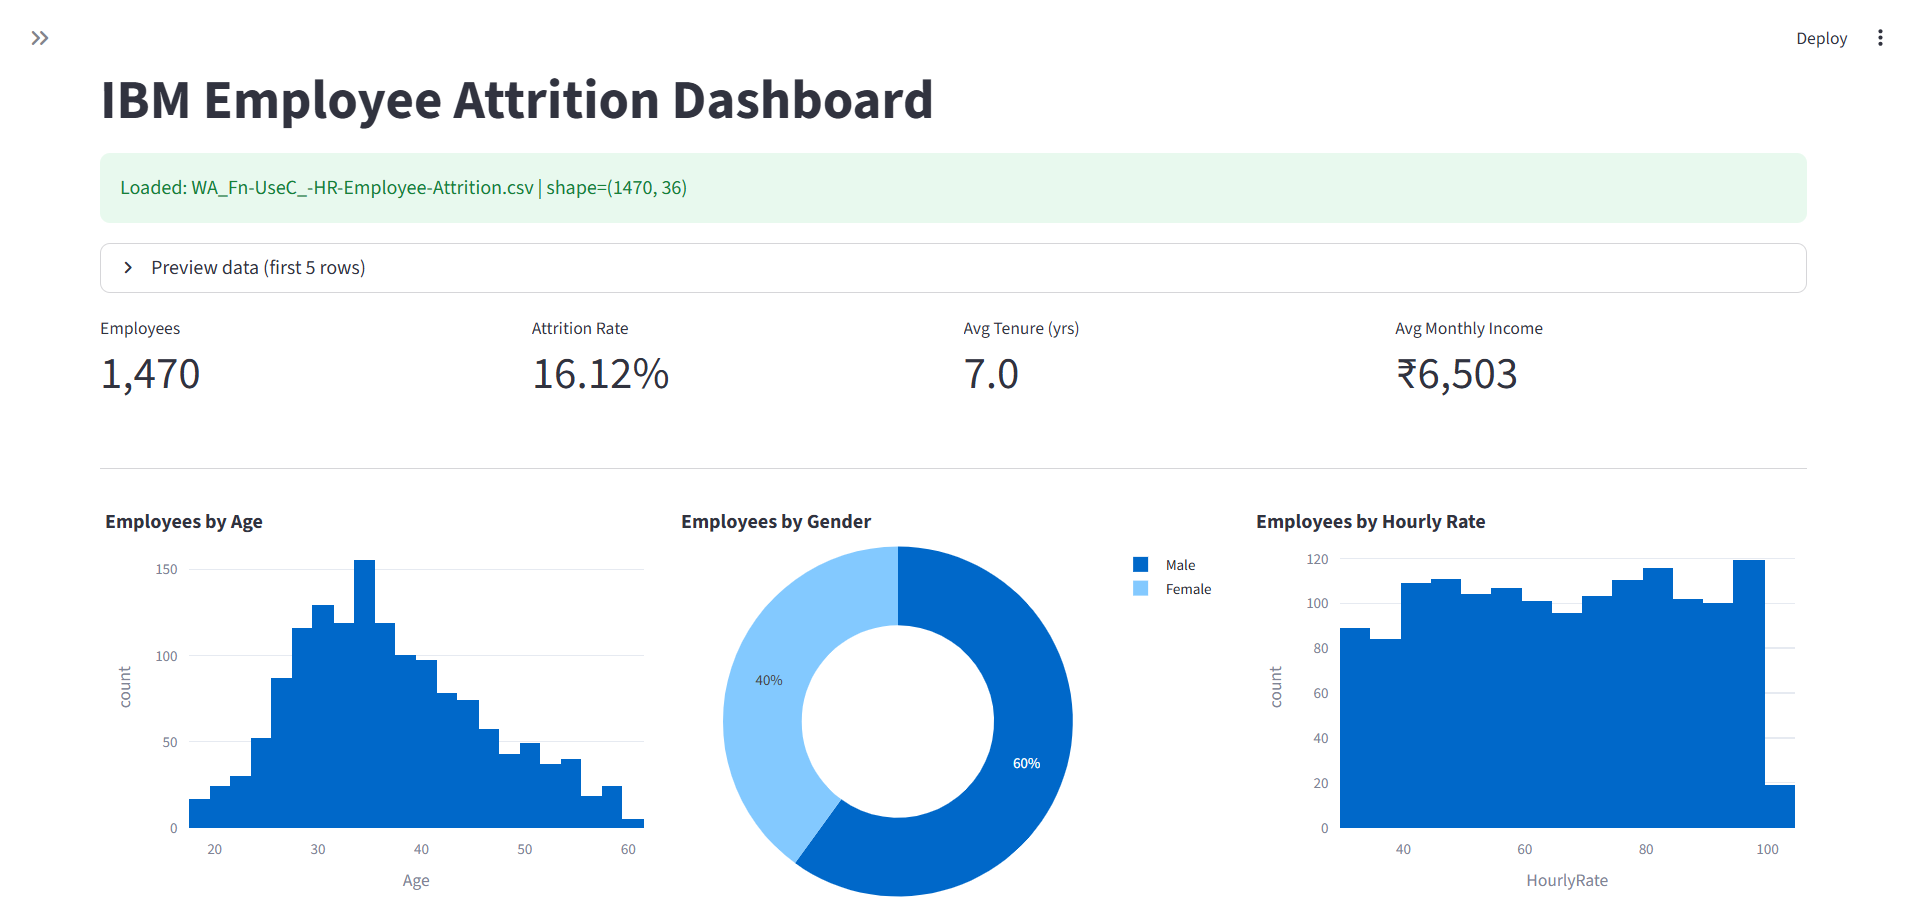 Deploy
IBM Employee Attrition Dashboard
Loaded: WA_Fn-UseC_-HR-Employee-Attrition.csv | shape=(1470, 36)
Preview data (first 5 rows)
Employees
1,470
Attrition Rate
16.12%
Avg Tenure (yrs)
7.0
Avg Monthly Income
₹6,503
Employees by Age
150
100
50
0
count
20 30 40 50 60
Age
Employees by Gender
Male
Female
40%
60%
Employees by Hourly Rate
120
100
80
60
40
20
0
count
40 60 80 100
HourlyRate